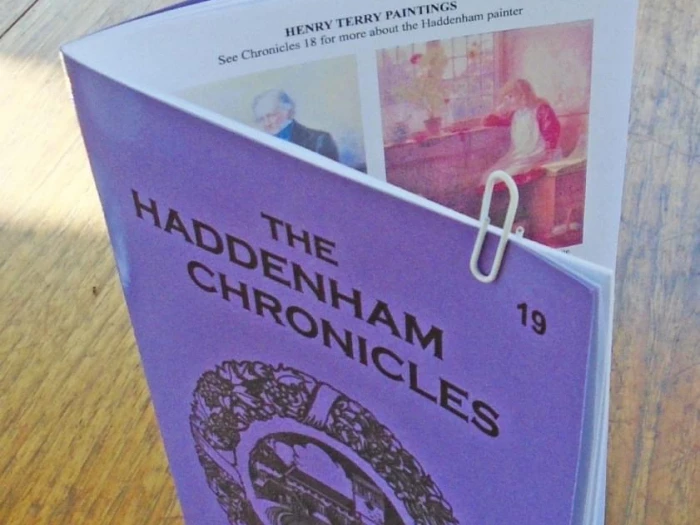 HENRY TERRY PAINTINGS
See Chronicles 18 for more about the Haddenham painter
THE
HADDENHAM
CHRONICLES
19